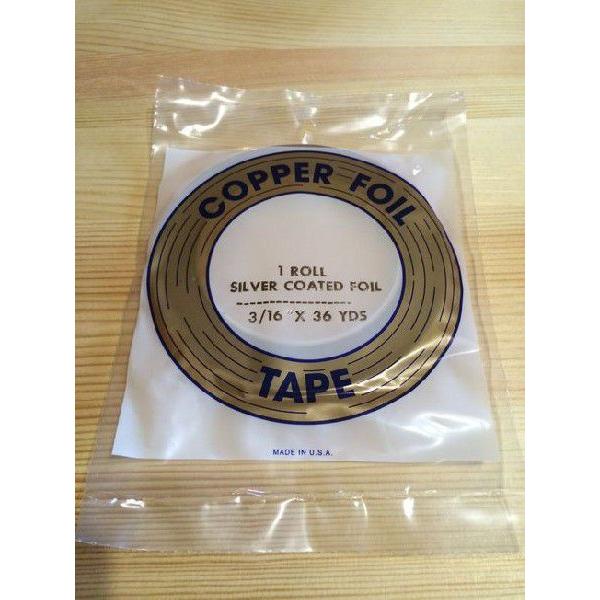 COPPER FOIL
1 ROLL
SILVER COATED FOIL
3/16 " X 36 YDS
TAPE
MADE IN U.S.A.